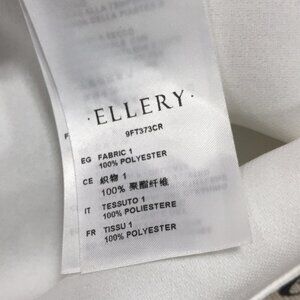 ·ELLERY·
9FT373CR
EG FABRIC 1
100% POLYESTER
CE 织物 1
100% 聚酯纤维
IT TESSUTO 1
100% POLIESTERE
FR TISSU 1
100% POLYESTER